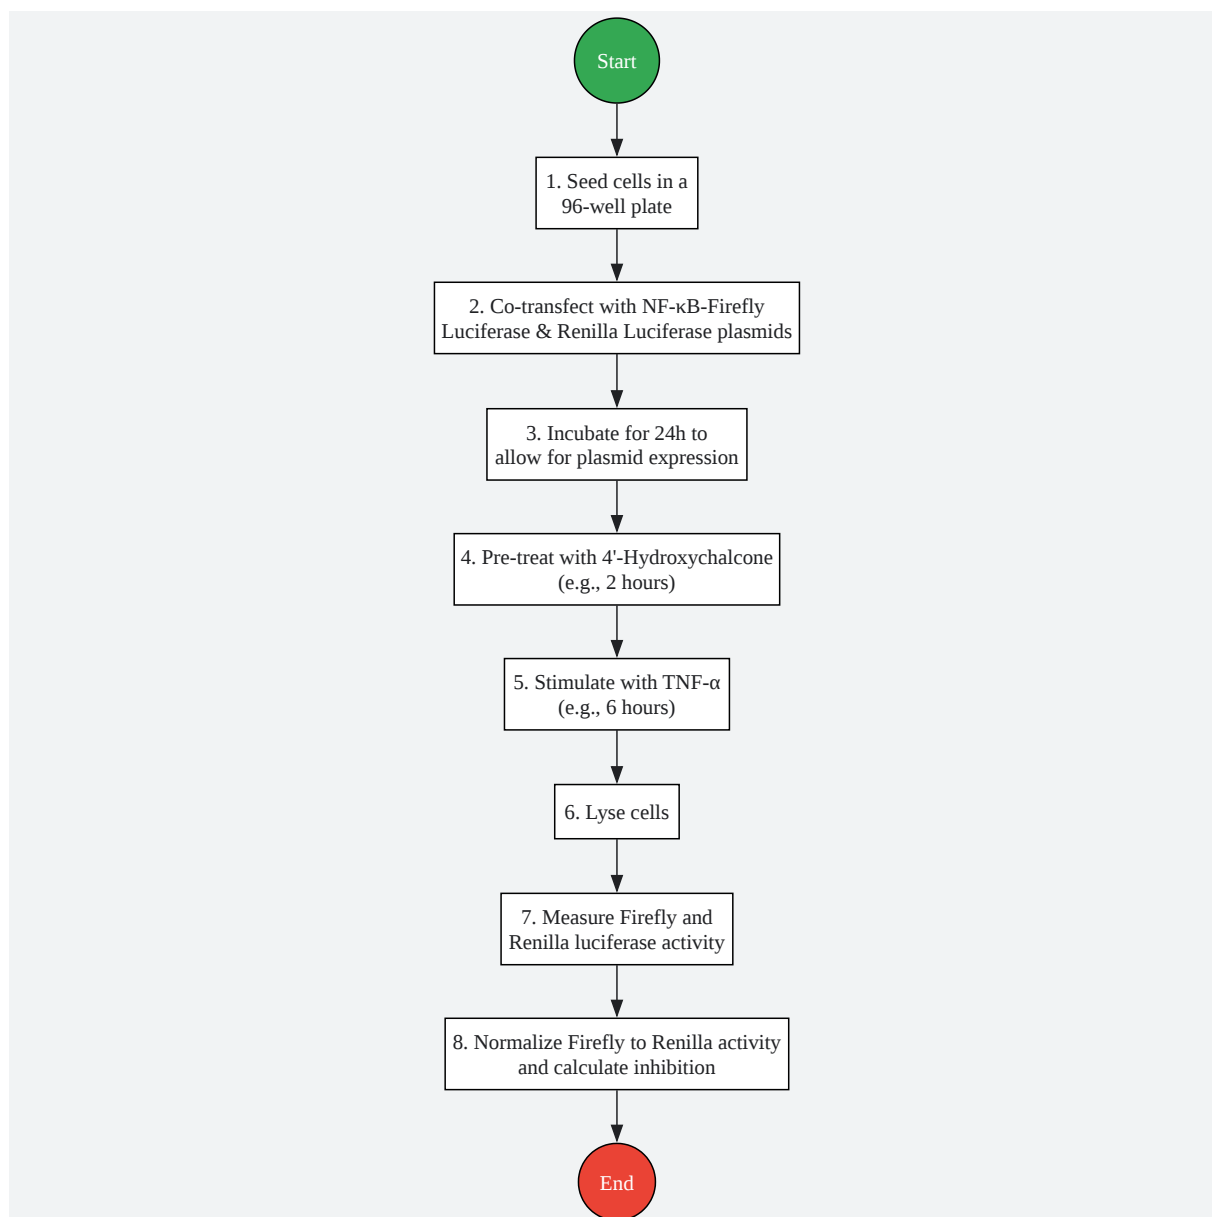 Start
1. Seed cells in a
96-well plate
2. Co-transfect with NF-κB-Firefly
Luciferase & Renilla Luciferase plasmids
3. Incubate for 24h to
allow for plasmid expression
4. Pre-treat with 4'-Hydroxychalcone
(e.g., 2 hours)
5. Stimulate with TNF-α
(e.g., 6 hours)
6. Lyse cells
7. Measure Firefly and
Renilla luciferase activity
8. Normalize Firefly to Renilla activity
and calculate inhibition
End